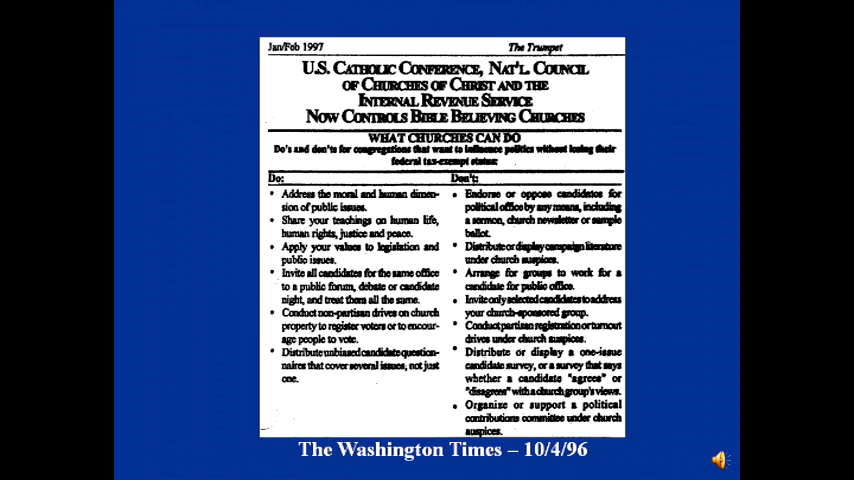 Jan/Feb 1997 The Trumpet
U.S. CATHOLIC CONFERENCE, NAT'L. COUNCIL
OF CHURCHES OF CHRIST AND THE
INTERNAL REVENUE SERVICE
NOW CONTROLS BIBLE BELIEVING CHURCHES
WHAT CHURCHES CAN DO
Do's and don'ts for congregations that want to influence politics without losing their
federal tax-exempt status:
Do:
• Address the moral and human dimen-
sion of public issues.
• Share your teachings on human life,
human rights, justice and peace.
• Apply your values to legislation and
public issues.
• Invite all candidates for the same office
to a public forum, debate or candidate
night, and treat them all the same.
• Conduct non-partisan drives on church
property to register voters or to encour-
age people to vote.
• Distribute unbiased candidate question-
naires that cover several issues, not just
one.
Don't:
• Endorse or oppose candidates for
political office by any means, including
a sermon, church newsletter or sample
ballot.
• Distribute or display campaign literature
under church auspices.
• Arrange for groups to work for a
candidate for public office.
• Invite only selected candidates to address
your church-sponsored group.
• Conduct partisan registration or turnout
drives under church auspices.
• Distribute or display a one-issue
candidate survey, or a survey that says
whether a candidate "agrees" or
"disagrees" with a church group's views.
• Organize or support a political
contributions committee under church
auspices.
The Washington Times – 10/4/96